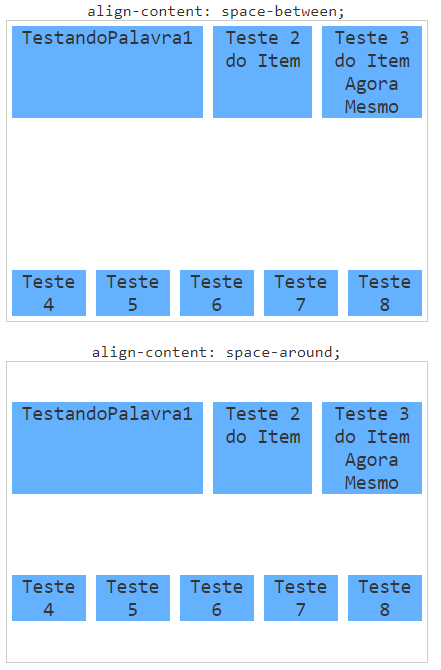 align-content: space-between;
TestandoPalavra1 Teste 2 Teste 3
do Item do Item
Agora
Mesmo
Teste Teste Teste Teste Teste
4 5 6 7 8
align-content: space-around;
TestandoPalavra1 Teste 2 Teste 3
do Item do Item
Agora
Mesmo
Teste Teste Teste Teste Teste
4 5 6 7 8